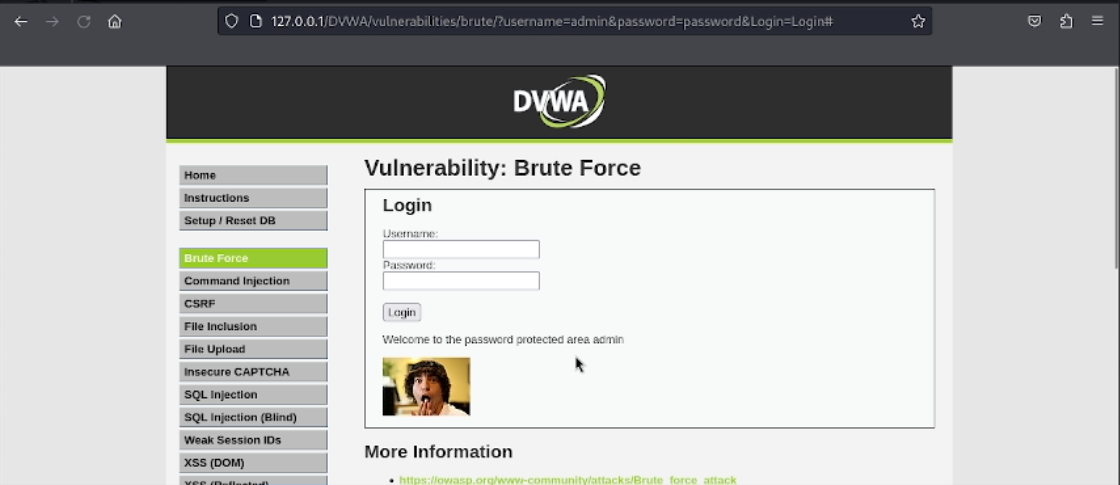 127.0.0.1/DVWA/vulnerabilities/brute/?username=admin&password=password&Login=Login#
DVWA
Home
Instructions
Setup / Reset DB
Brute Force
Command Injection
CSRF
File Inclusion
File Upload
Insecure CAPTCHA
SQL Injection
SQL Injection (Blind)
Weak Session IDs
XSS (DOM)
XSS (Reflected)
Vulnerability: Brute Force
Login
Username:
Password:
Login
Welcome to the password protected area admin
More Information
https://owasp.org/www-community/attacks/Brute_force_attack